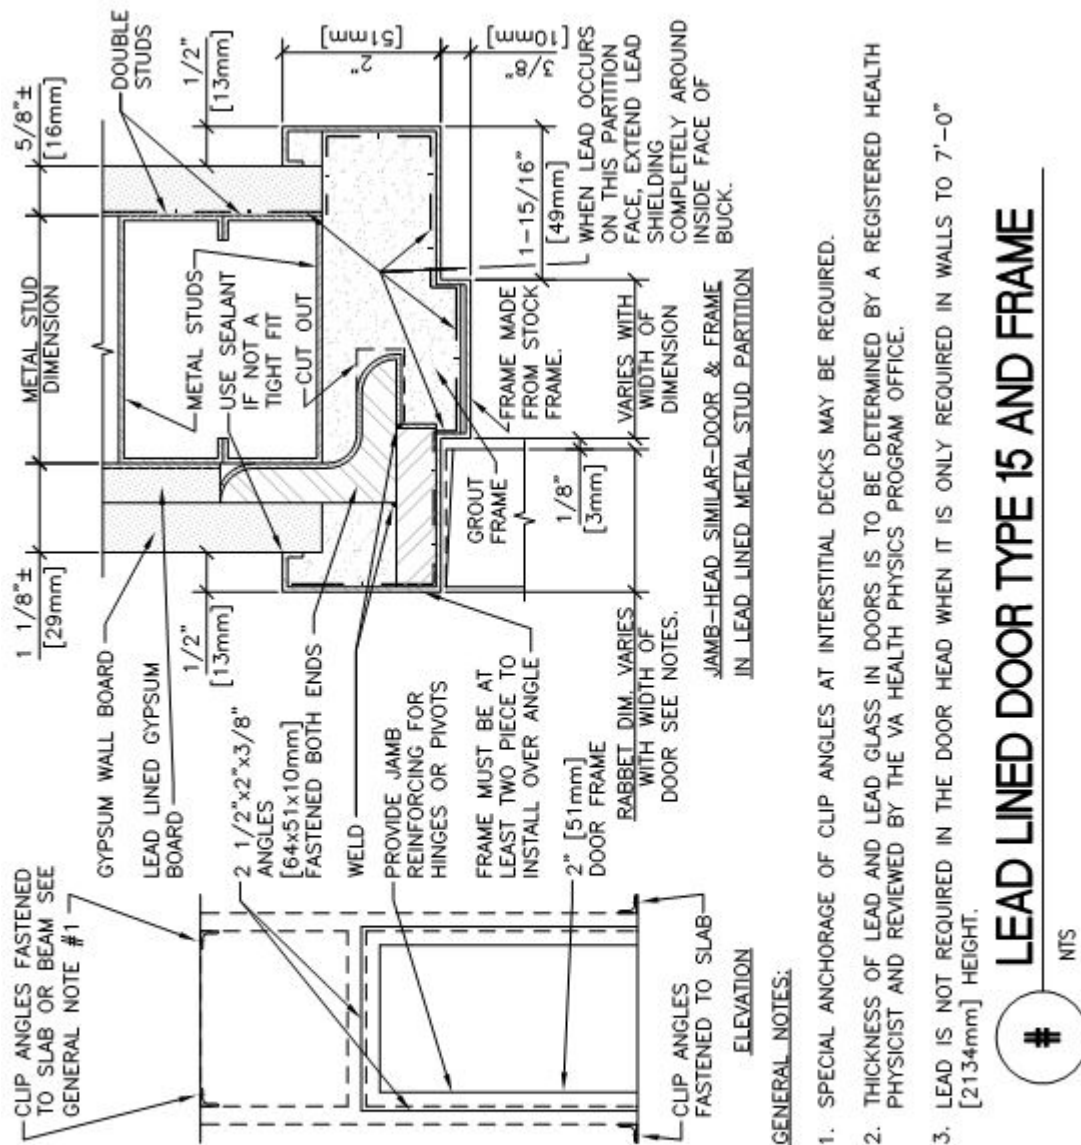 CLIP ANGLES FASTENED
TO SLAB OR BEAM SEE
GENERAL NOTE #1
CLIP ANGLES
FASTENED TO SLAB
ELEVATION
GYPSUM WALL BOARD
LEAD LINED GYPSUM
BOARD
2 1/2"x2"x3/8"
ANGLES
[64x51x10mm]
FASTENED BOTH ENDS
WELD
PROVIDE JAMB
REINFORCING FOR
HINGES OR PIVOTS
FRAME MUST BE AT
LEAST TWO PIECE TO
INSTALL OVER ANGLE
2" [51mm]
DOOR FRAME
1 1/8"±
[29mm]
METAL STUD
DIMENSION
5/8"±
[16mm]
1/2"
[13mm]
1/2"
[13mm]
DOUBLE
STUDS
METAL STUDS
USE SEALANT
IF NOT A
TIGHT FIT
CUT OUT
2"
[51mm]
3/8"
[10mm]
1-15/16"
[49mm]
WHEN LEAD OCCURS
ON THIS PARTITION
FACE, EXTEND LEAD
SHIELDING
COMPLETELY AROUND
INSIDE FACE OF
BUCK.
GROUT
FRAME
FRAME MADE
FROM STOCK
FRAME.
1/8"
[3mm]
VARIES WITH
WIDTH OF
DIMENSION
RABBET DIM. VARIES
WITH WIDTH OF
DOOR SEE NOTES.
JAMB-HEAD SIMILAR-DOOR & FRAME
IN LEAD LINED METAL STUD PARTITION
GENERAL NOTES:
1. SPECIAL ANCHORAGE OF CLIP ANGLES AT INTERSTITIAL DECKS MAY BE REQUIRED.
2. THICKNESS OF LEAD AND LEAD GLASS IN DOORS IS TO BE DETERMINED BY A REGISTERED HEALTH
PHYSICIST AND REVIEWED BY THE VA HEALTH PHYSICS PROGRAM OFFICE.
3. LEAD IS NOT REQUIRED IN THE DOOR HEAD WHEN IT IS ONLY REQUIRED IN WALLS TO 7'-0"
[2134mm] HEIGHT.
#
LEAD LINED DOOR TYPE 15 AND FRAME
NTS